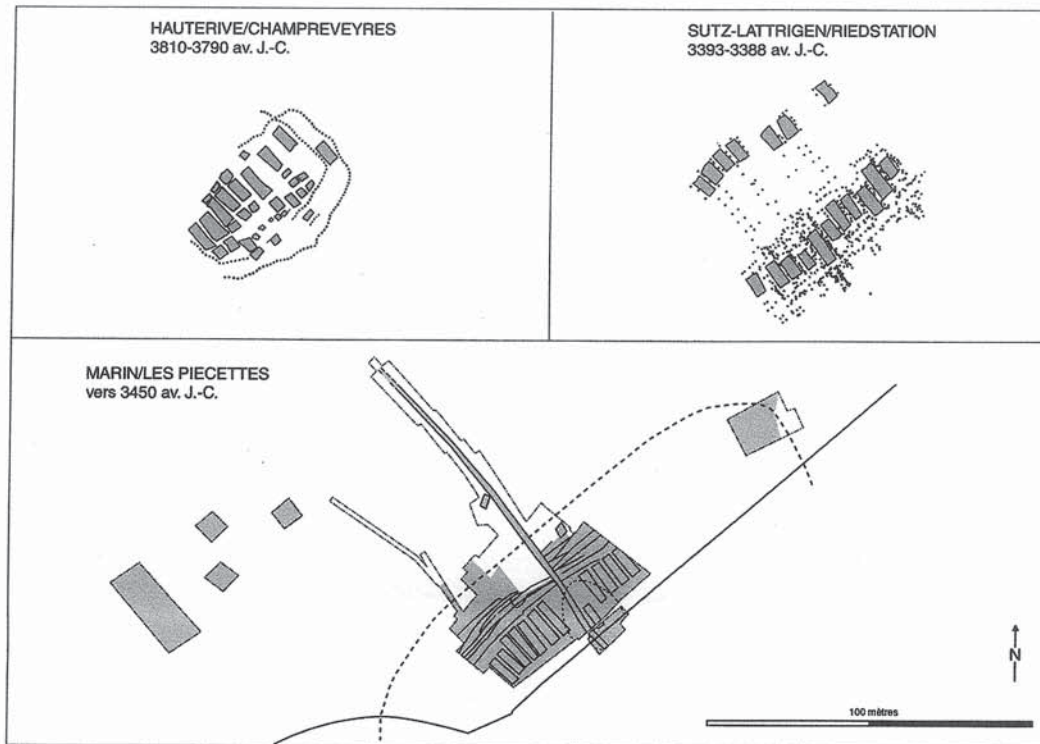 HAUTERIVE/CHAMPREVEYRES
3810-3790 av. J.-C.
SUTZ-LATTRIGEN/RIEDSTATION
3393-3388 av. J.-C.
MARIN/LES PIECETTES
vers 3450 av. J.-C.
N
100 mètres